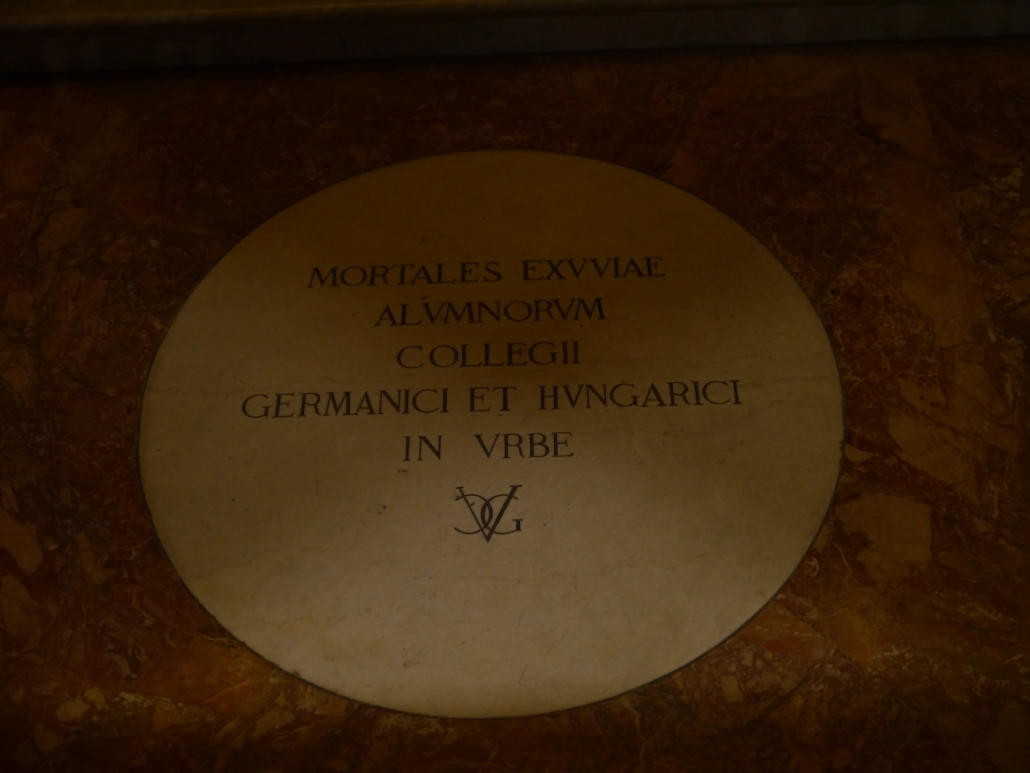 MORTALES EXVVIAE
ALVMNORVM
COLLEGII
GERMANICI ET HVNGARICI
IN VRBE